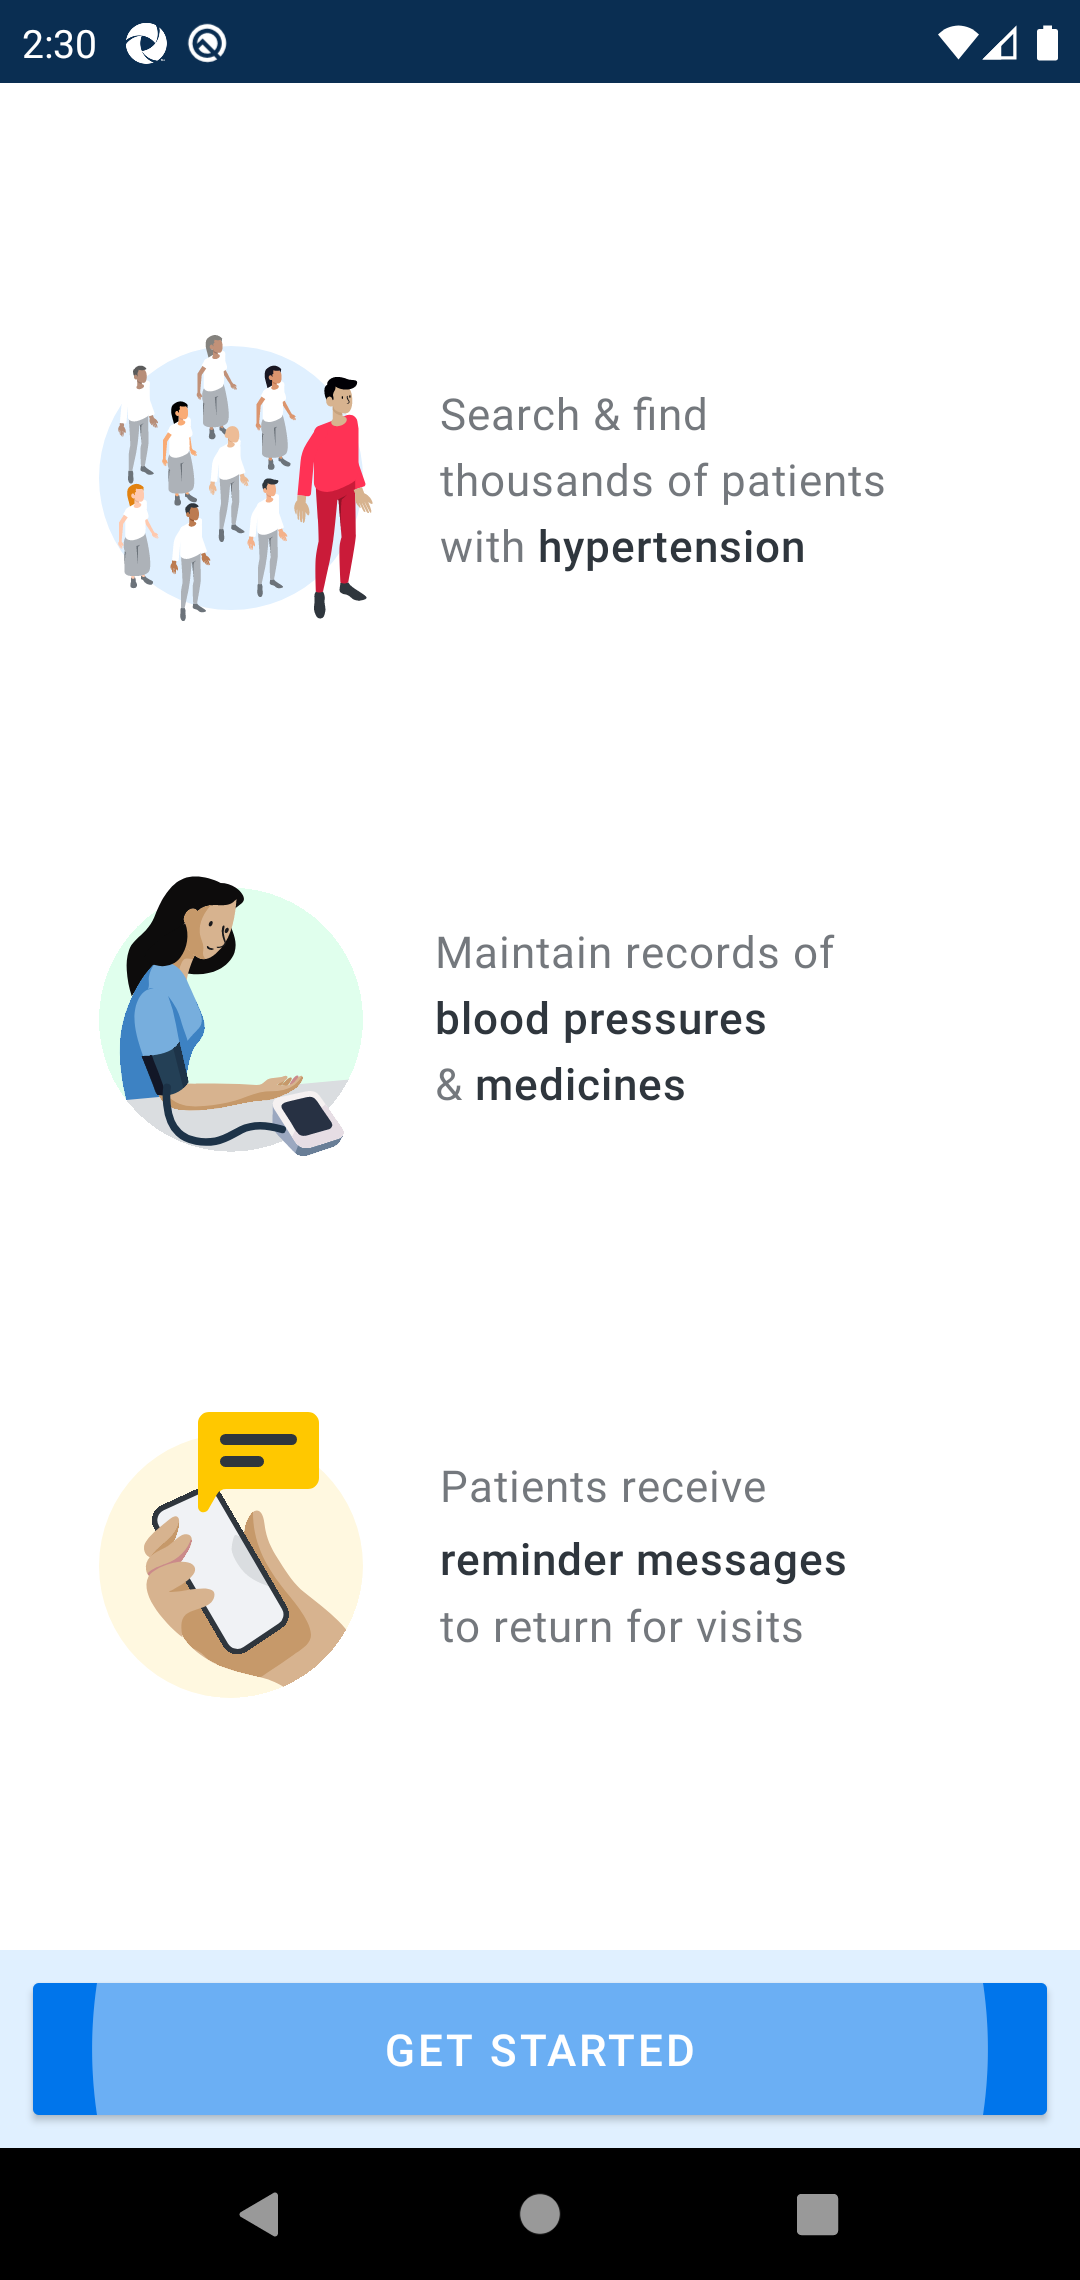 2:30
Search & find
thousands of patients
with hypertension
Maintain records of
blood pressures
& medicines
Patients receive
reminder messages
to return for visits
GET STARTED